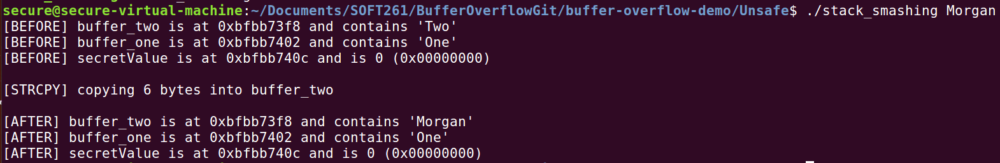 secure@secure-virtual-machine:~/Documents/SOFT261/BufferOverflowGit/buffer-overflow-demo/Unsafe$ ./stack_smashing Morgan
[BEFORE] buffer_two is at 0xbfbb73f8 and contains 'Two'
[BEFORE] buffer_one is at 0xbfbb7402 and contains 'One'
[BEFORE] secretValue is at 0xbfbb740c and is 0 (0x00000000)
[STRCPY] copying 6 bytes into buffer_two
[AFTER] buffer_two is at 0xbfbb73f8 and contains 'Morgan'
[AFTER] buffer_one is at 0xbfbb7402 and contains 'One'
[AFTER] secretValue is at 0xbfbb740c and is 0 (0x00000000)